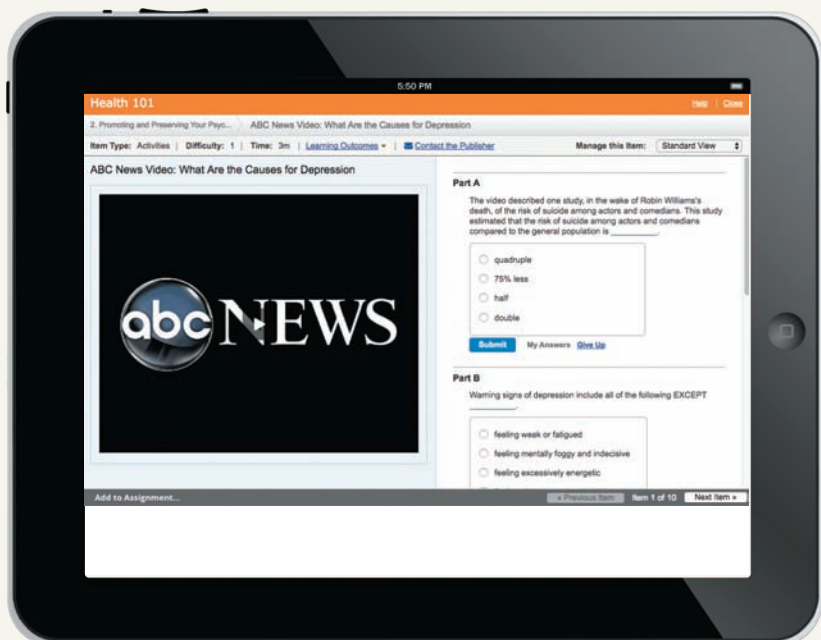 5:50 PM
Health 101
Help | Close
2. Promoting and Preserving Your Psyc... ABC News Video: What Are the Causes for Depression
Item Type: Activities | Difficulty: 1 | Time: 3m | Learning Outcomes | Contact the Publisher Manage this Item: Standard View
ABC News Video: What Are the Causes for Depression
abc NEWS
Part A
The video described one study, in the wake of Robin Williams's
death, of the risk of suicide among actors and comedians. This study
estimated that the risk of suicide among actors and comedians
compared to the general population is ________.
quadruple
75% less
half
double
Submit My Answers Give Up
Part B
Warning signs of depression include all of the following EXCEPT
________.
feeling weak or fatigued
feeling mentally foggy and indecisive
feeling excessively energetic
Add to Assignment... « Previous Item Item 1 of 10 Next Item »